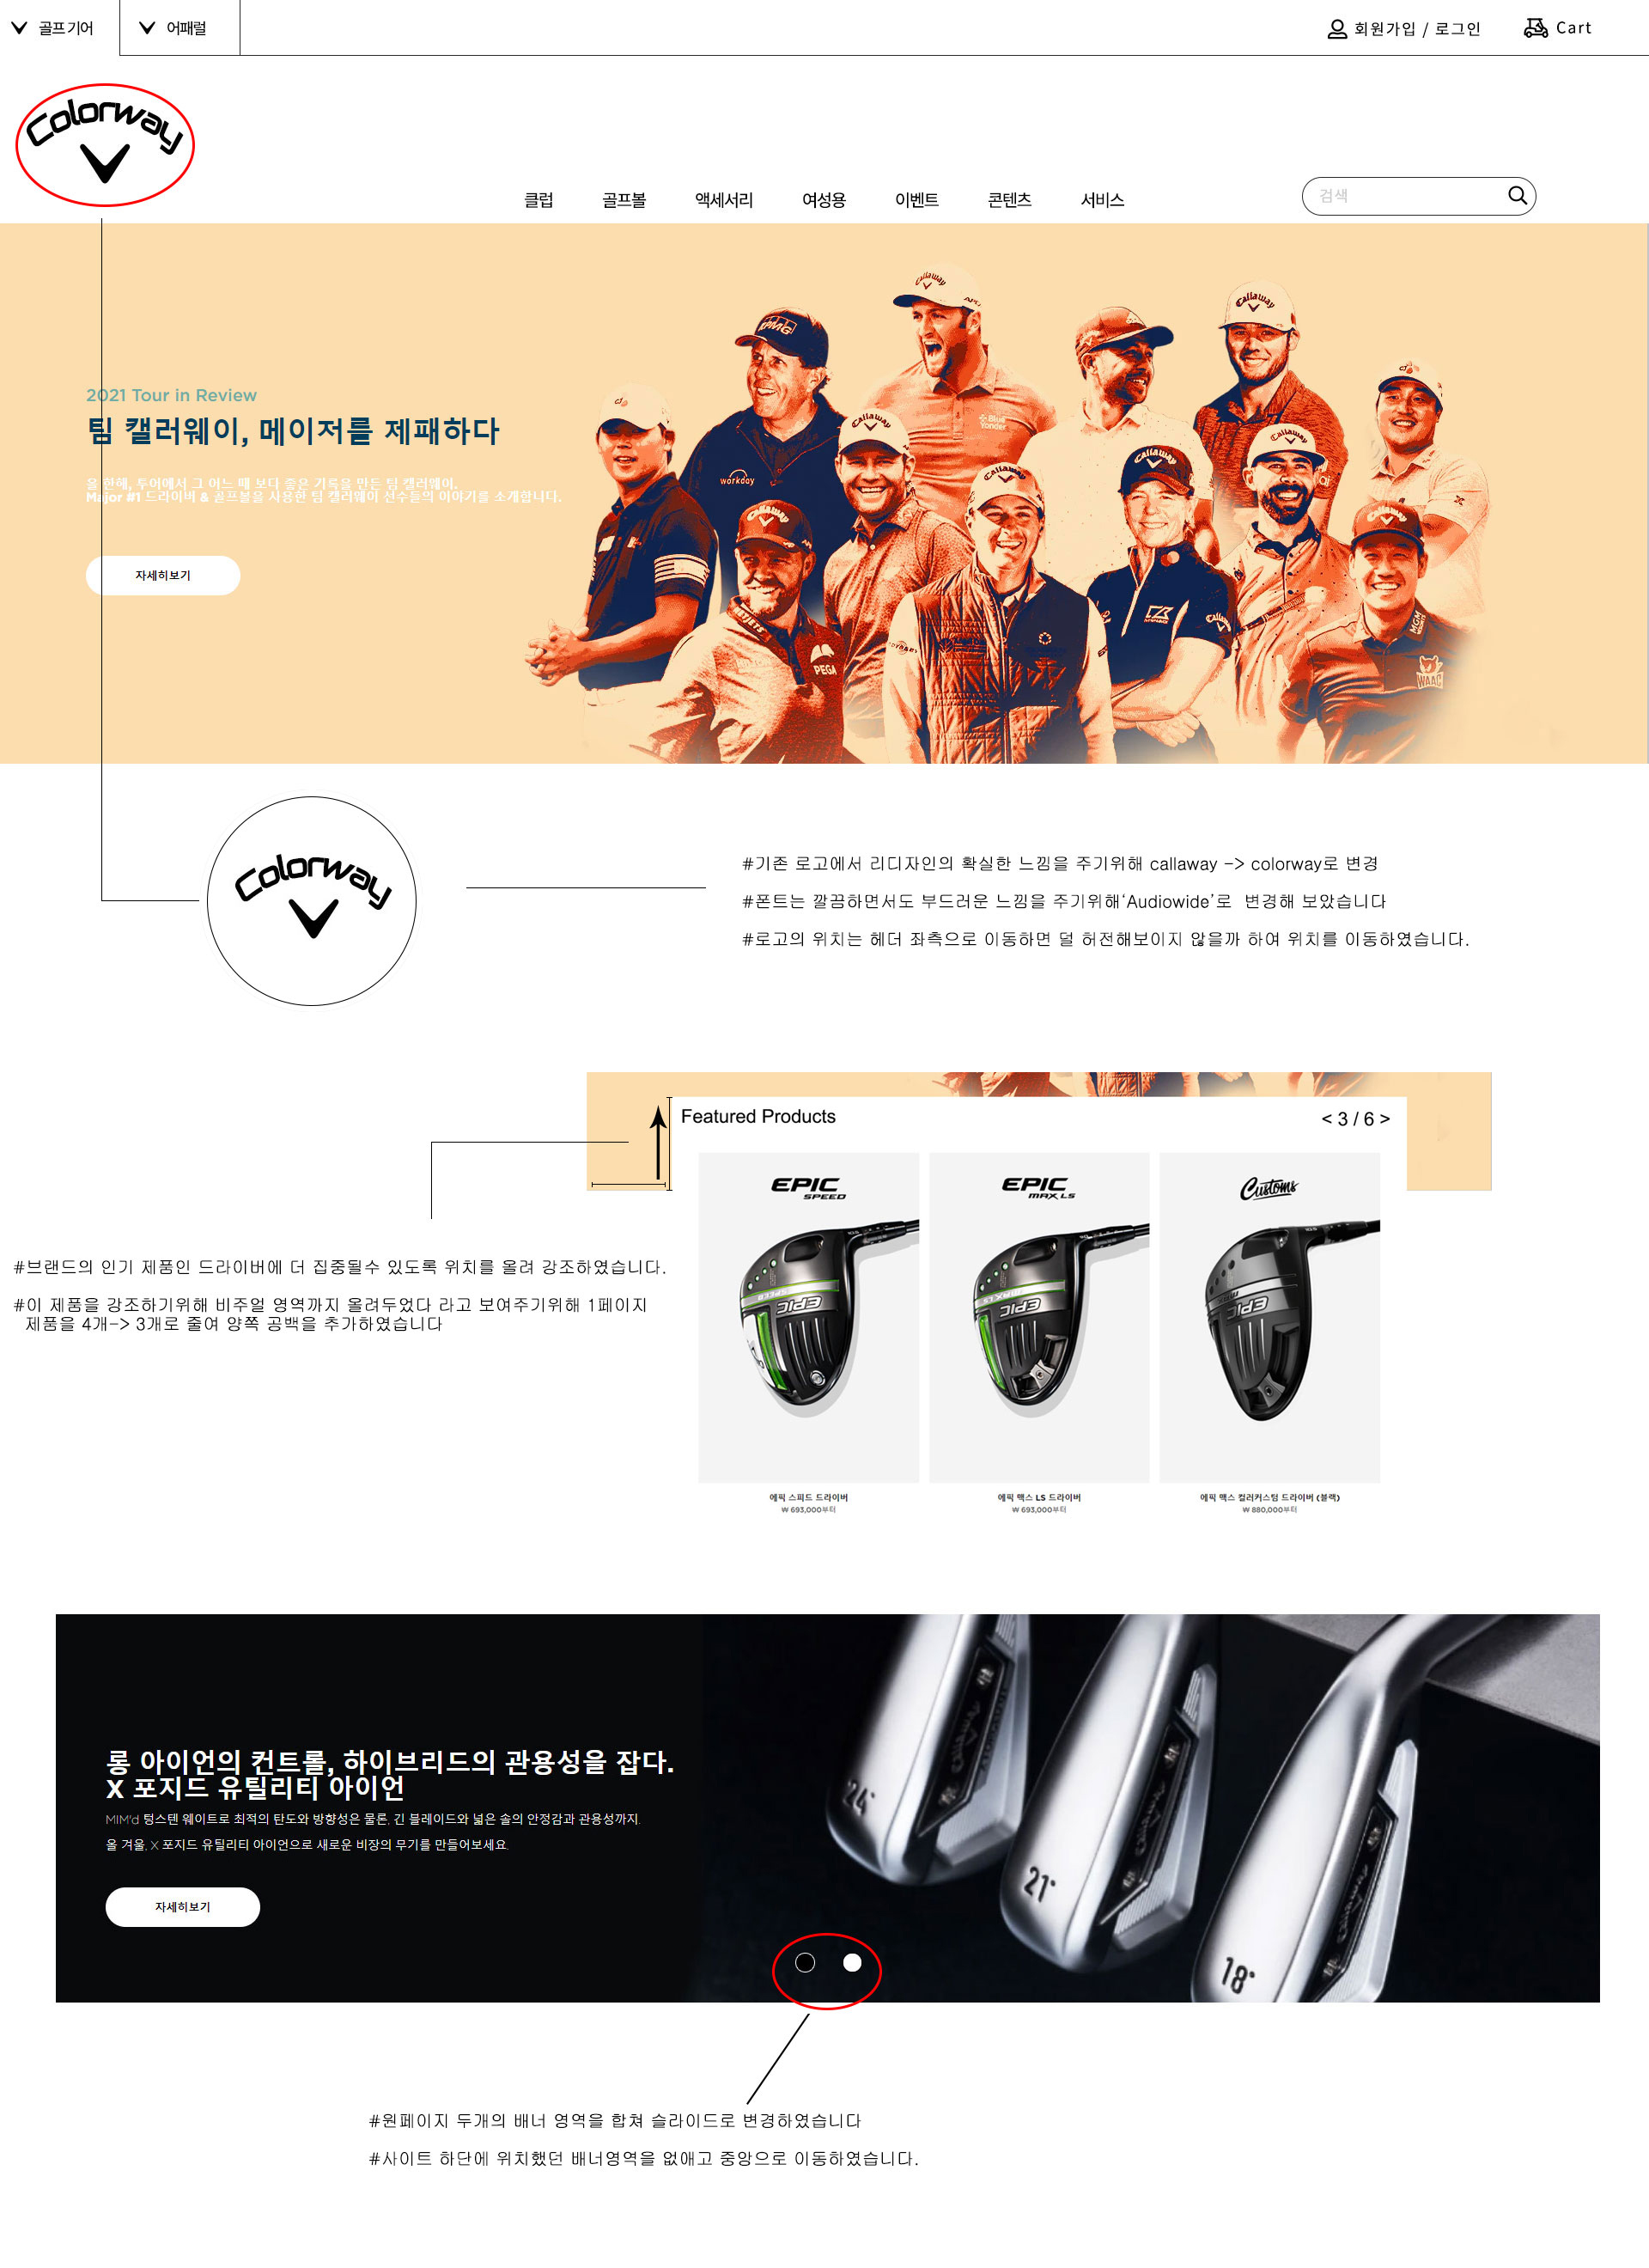 골프 기어
어패럴
회원가입 / 로그인
Cart
Colorway
클럽
골프볼
액세서리
여성용
이벤트
콘텐츠
서비스
검색
2021 Tour in Review
팀 캘러웨이, 메이저를 제패하다
올 한해, 투어에서 그 어느 때 보다 좋은 기록을 만든 팀 캘러웨이.
Major #1 드라이버 & 골프볼을 사용한 팀 캘러웨이 선수들의 이야기를 소개합니다.
자세히보기
Callaway
KPMG
Callaway
Callaway
Callaway
Callaway
Callaway
Callaway
Callaway
Callaway
Blue Yonder
workday
PEGA
MGM
WAAC
Colorway
#기존 로고에서 리디자인의 확실한 느낌을 주기위해 callaway -> colorway로 변경
#폰트는 깔끔하면서도 부드러운 느낌을 주기위해‘Audiowide’로 변경해 보았습니다
#로고의 위치는 헤더 좌측으로 이동하면 덜 허전해보이지 않을까 하여 위치를 이동하였습니다.
Featured Products
< 3 / 6 >
EPIC SPEED
EPIC MAX LS
Customs
#브랜드의 인기 제품인 드라이버에 더 집중될수 있도록 위치를 올려 강조하였습니다.
#이 제품을 강조하기위해 비주얼 영역까지 올려두었다 라고 보여주기위해 1페이지
제품을 4개-> 3개로 줄여 양쪽 공백을 추가하였습니다
에픽 스피드 드라이버
₩ 693,000부터
에픽 맥스 LS 드라이버
₩ 693,000부터
에픽 맥스 컬러커스텀 드라이버 (블랙)
₩ 880,000부터
롱 아이언의 컨트롤, 하이브리드의 관용성을 잡다.
X 포지드 유틸리티 아이언
MIM'd 텅스텐 웨이트로 최적의 탄도와 방향성은 물론, 긴 블레이드와 넓은 솔의 안정감과 관용성까지.
올 겨울, X 포지드 유틸리티 아이언으로 새로운 비장의 무기를 만들어보세요.
자세히보기
24°
21°
18°
#원페이지 두개의 배너 영역을 합쳐 슬라이드로 변경하였습니다
#사이트 하단에 위치했던 배너영역을 없애고 중앙으로 이동하였습니다.